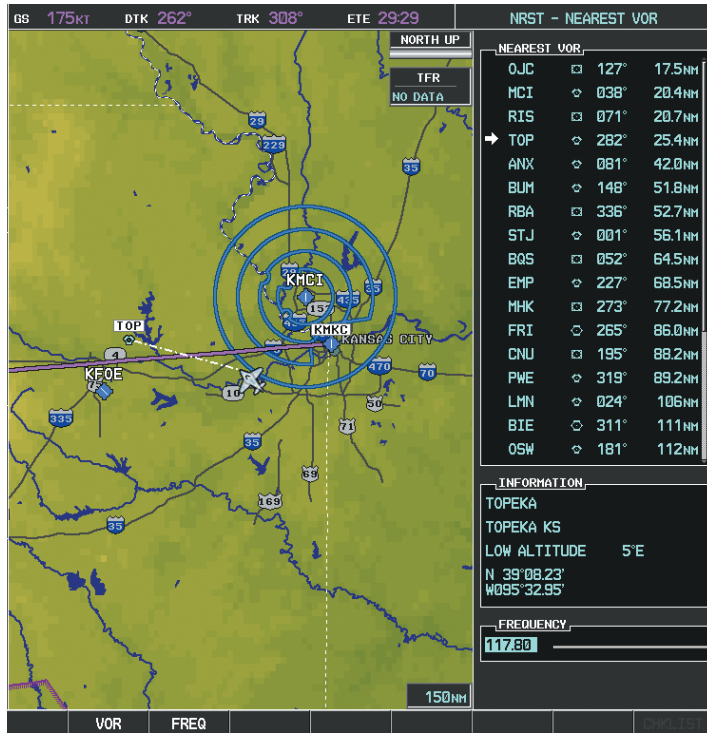 GS 175KT DTK 262° TRK 308° ETE 29:29 NRST - NEAREST VOR
NORTH UP
TFR
NO DATA
29
229
35
29
KMCI
435
35
152
KMKC
KANSAS CITY
TOP
4
KFOE
10
470
70
50
335
71
35
69
169
35
150NM
NEAREST VOR
OJC 127° 17.5NM
MCI 038° 20.4NM
RIS 071° 20.7NM
TOP 282° 25.4NM
ANX 081° 42.0NM
BUM 148° 51.8NM
RBA 336° 52.7NM
STJ 001° 56.1NM
BQS 052° 64.5NM
EMP 227° 68.5NM
MHK 273° 77.2NM
FRI 265° 86.0NM
CNU 195° 88.2NM
PWE 319° 89.2NM
LMN 024° 106NM
BIE 311° 111NM
OSW 181° 112NM
INFORMATION
TOPEKA
TOPEKA KS
LOW ALTITUDE 5°E
N 39°08.23'
W095°32.95'
FREQUENCY
117.80
VOR FREQ CHKLIST